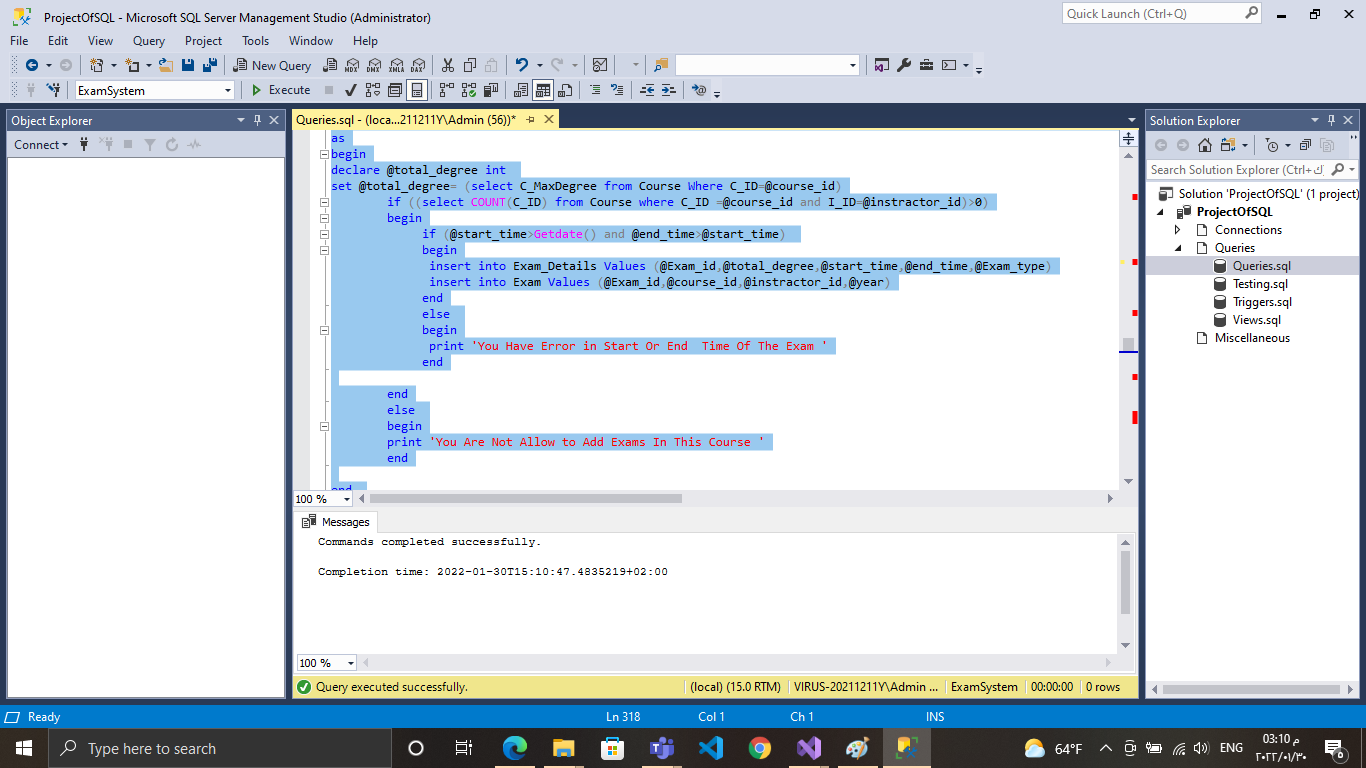 ProjectOfSQL - Microsoft SQL Server Management Studio (Administrator)
Quick Launch (Ctrl+Q)
File Edit View Query Project Tools Window Help
New Query MDX DMX XMLA DAX
ExamSystem Execute
Object Explorer
Connect
Queries.sql - (loca...211211Y\Admin (56))*
as
begin
declare @total_degree int
set @total_degree= (select C_MaxDegree from Course Where C_ID=@course_id)
if ((select COUNT(C_ID) from Course where C_ID =@course_id and I_ID=@instructor_id)>0)
begin
if (@start_time>Getdate() and @end_time>@start_time)
begin
insert into Exam_Details Values (@Exam_id,@total_degree,@start_time,@end_time,@Exam_type)
insert into Exam Values (@Exam_id,@course_id,@instructor_id,@year)
end
else
begin
print 'You Have Error in Start Or End  Time Of The Exam '
end
end
else
begin
print 'You Are Not Allow to Add Exams In This Course '
end
end
100 %
Messages
Commands completed successfully.
Completion time: 2022-01-30T15:10:47.4835219+02:00
100 %
Query executed successfully. (local) (15.0 RTM) VIRUS-20211211Y\Admin ... ExamSystem 00:00:00 0 rows
Solution Explorer
Search Solution Explorer (Ctrl+د)
Solution 'ProjectOfSQL' (1 project)
ProjectOfSQL
Connections
Queries
Queries.sql
Testing.sql
Triggers.sql
Views.sql
Miscellaneous
Ready Ln 318 Col 1 Ch 1 INS
Type here to search
64°F ENG
03:10 م
٢٠٢٢/٠١/٣٠